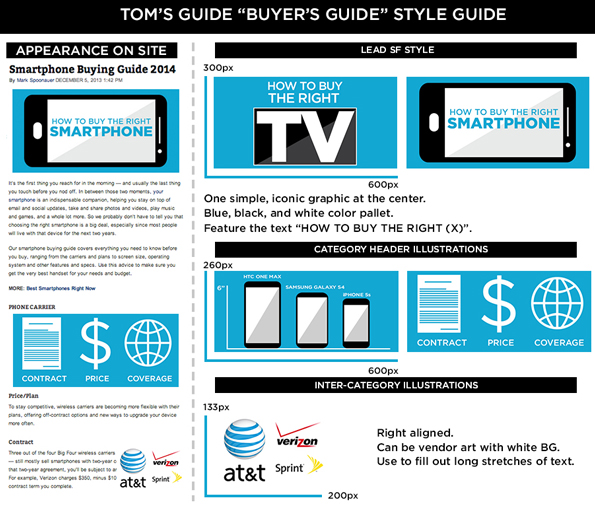 TOM'S GUIDE “BUYER'S GUIDE” STYLE GUIDE
APPEARANCE ON SITE
Smartphone Buying Guide 2014
By Mark Spoonauer DECEMBER 5, 2013 1:42 PM
HOW TO BUY THE RIGHT
SMARTPHONE
It's the first thing you reach for in the morning — and usually the last thing
you touch before you nod off. In between those two moments, your
smartphone is an indispensable companion, helping you stay on top of
email and social updates, take and share photos and videos, play music
and games, and a whole lot more. So we probably don't have to tell you that
choosing the right smartphone is a big deal, especially since most people
will live with that device for the next two years.
Our smartphone buying guide covers everything you need to know before
you buy, ranging from the carriers and plans to screen size, operating
system and other features and specs. Use this advice to make sure you
get the very best handset for your needs and budget.
MORE: Best Smartphones Right Now
PHONE CARRIER
CONTRACT
PRICE
COVERAGE
Price/Plan
To stay competitive, wireless carriers are becoming more flexible with their
plans, offering off-contract options and new ways to upgrade your device
more often.
Contract
Three out of the four Big Four wireless carriers
— still mostly sell smartphones with two-year c
that two-year agreement, you'll be subject to a
For example, Verizon charges $350, minus $10
contract term you complete.
verizon
at&t
Sprint
LEAD SF STYLE
300px
HOW TO BUY
THE RIGHT
TV
HOW TO BUY THE RIGHT
SMARTPHONE
600px
One simple, iconic graphic at the center.
Blue, black, and white color pallet.
Feature the text “HOW TO BUY THE RIGHT (X)”.
CATEGORY HEADER ILLUSTRATIONS
260px
6"
HTC ONE MAX
SAMSUNG GALAXY S4
IPHONE 5s
CONTRACT
PRICE
COVERAGE
600px
INTER-CATEGORY ILLUSTRATIONS
133px
verizon
at&t
Sprint
200px
Right aligned.
Can be vendor art with white BG.
Use to fill out long stretches of text.